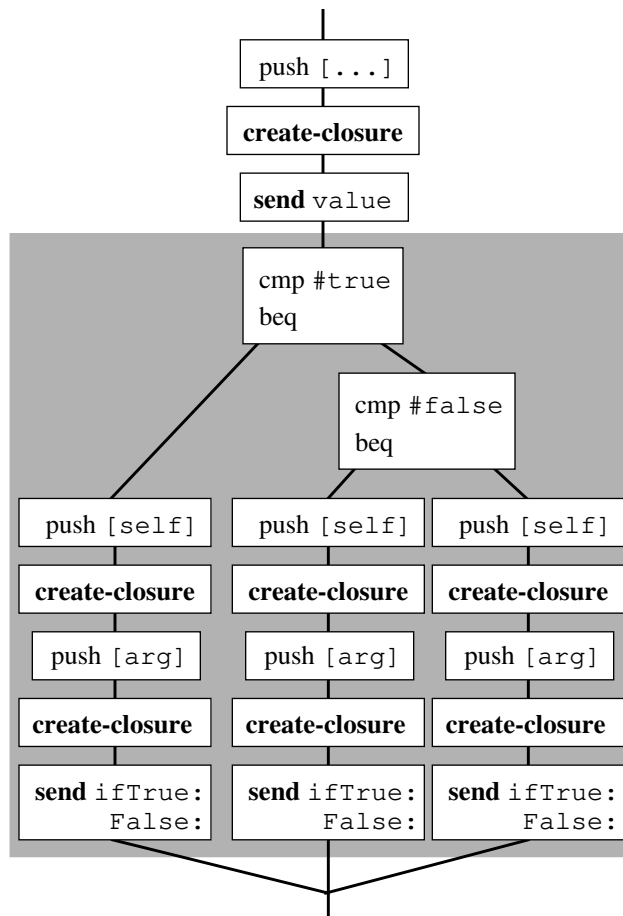 push [...]
create-closure
send value
cmp #true
beq
cmp #false
beq
push [self]
push [self]
push [self]
create-closure
create-closure
create-closure
push [arg]
push [arg]
push [arg]
create-closure
create-closure
create-closure
send ifTrue:
False:
send ifTrue:
False:
send ifTrue:
False: